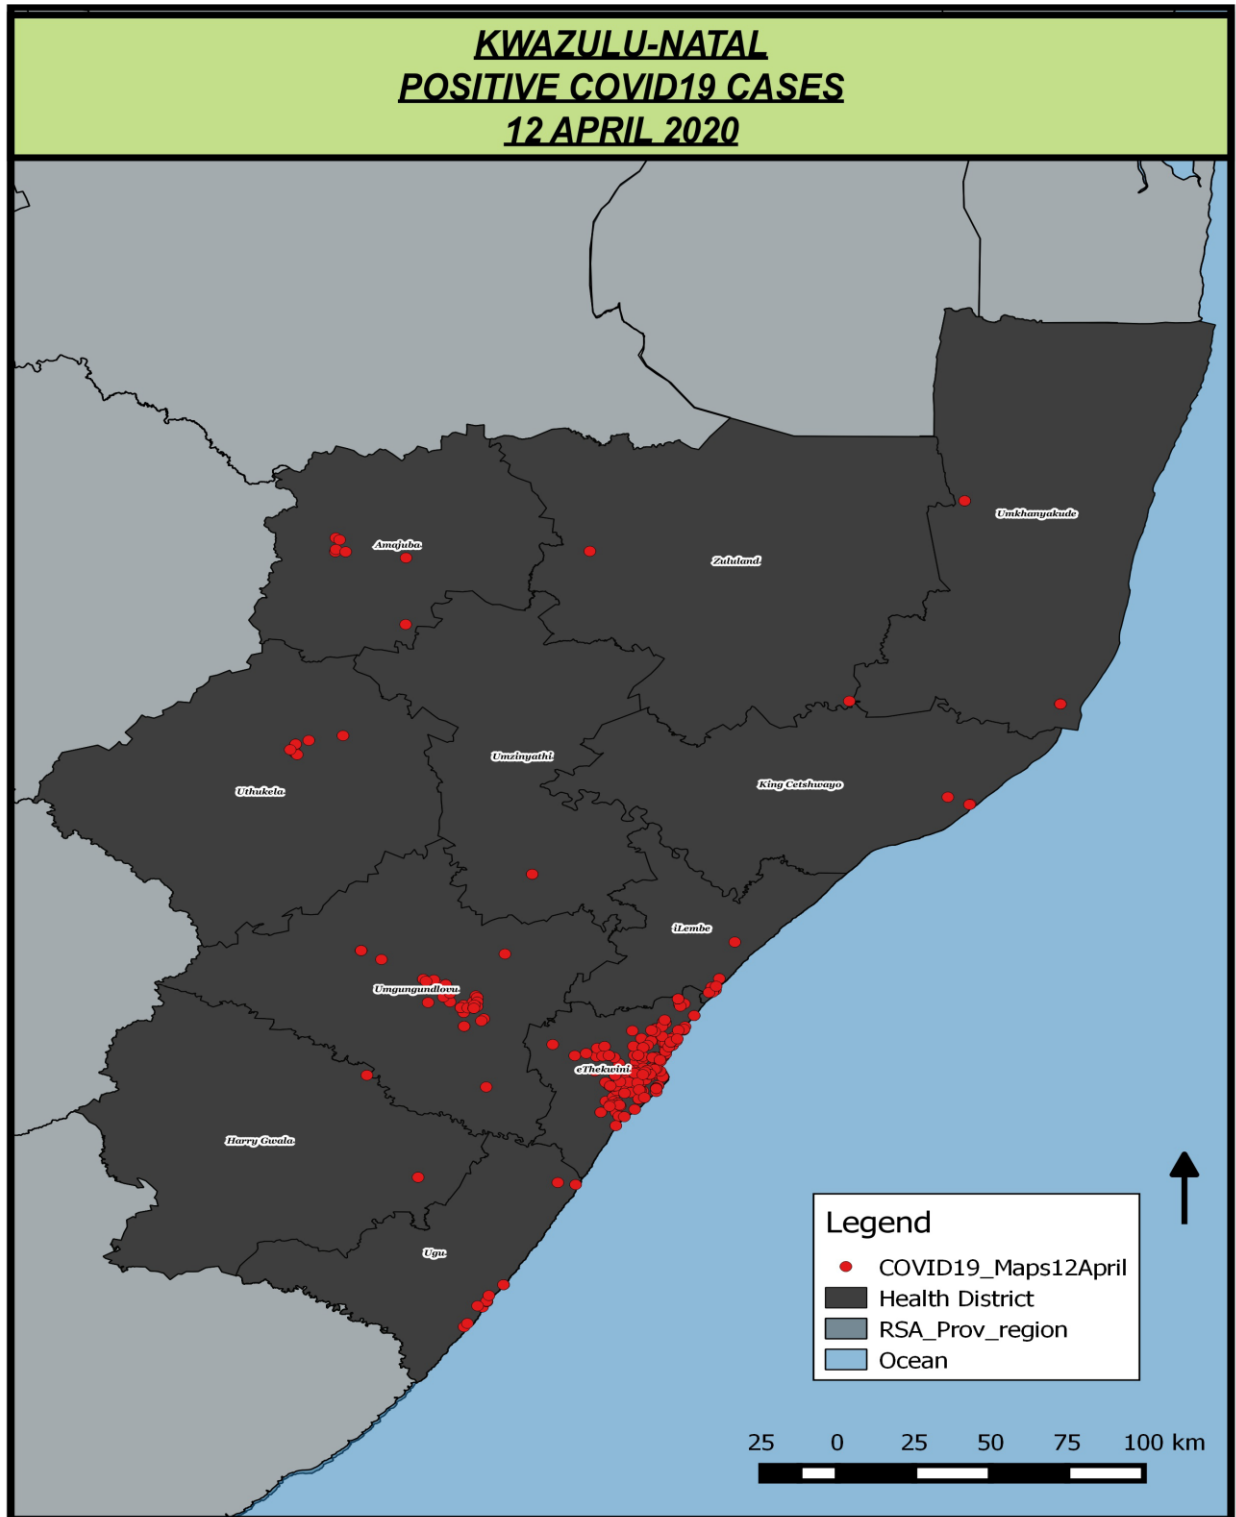 KWAZULU-NATAL
POSITIVE COVID19 CASES
12 APRIL 2020
Umkhanyakude
Amajuba
Zululand
Umzinyathi
King Cetshwayo
Uthukela
iLembe
Umgungundlovu
eThekwini
Harry Gwala
Ugu
Legend
COVID19_Maps12April
Health District
RSA_Prov_region
Ocean
25 0 25 50 75 100 km